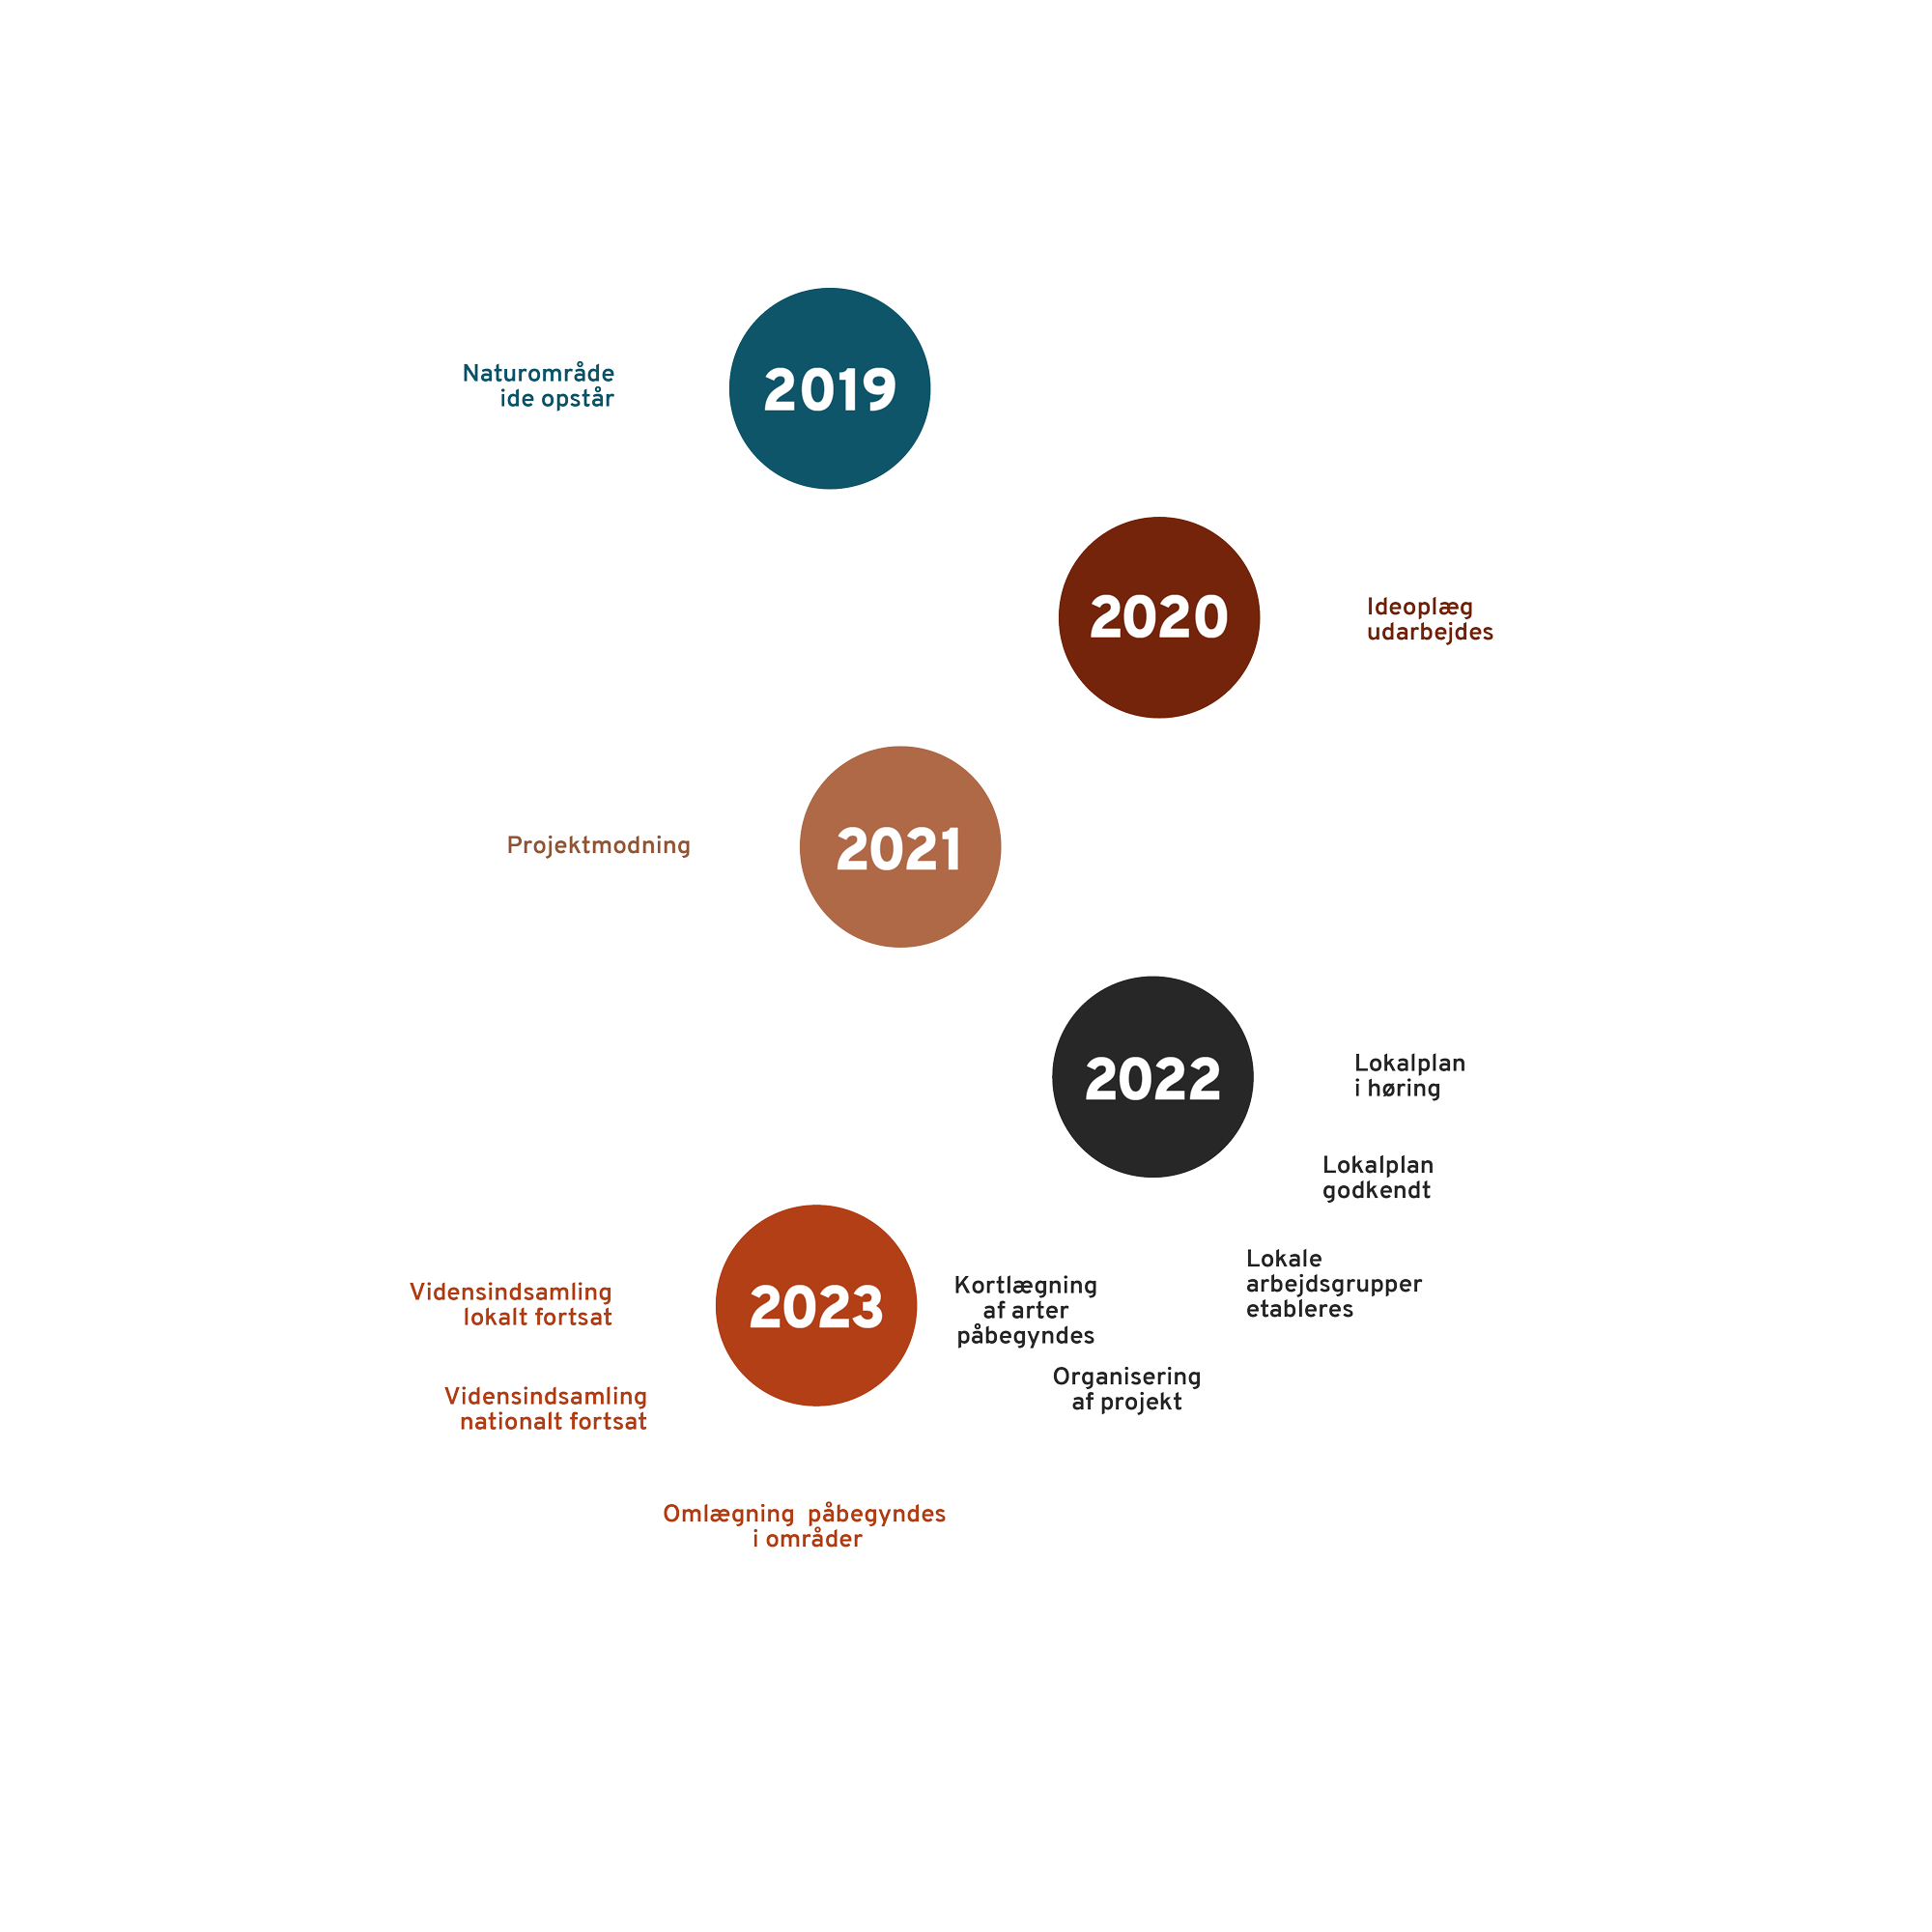 2019
Naturområde
ide opstår
2020
Ideoplæg
udarbejdes
2021
Projektmodning
2022
Lokalplan
i høring
Lokalplan
godkendt
Lokale
arbejdsgrupper
etableres
Organisering
af projekt
Kortlægning
af arter
påbegyndes
2023
Vidensindsamling
lokalt fortsat
Vidensindsamling
nationalt fortsat
Omlægning  påbegyndes
i områder